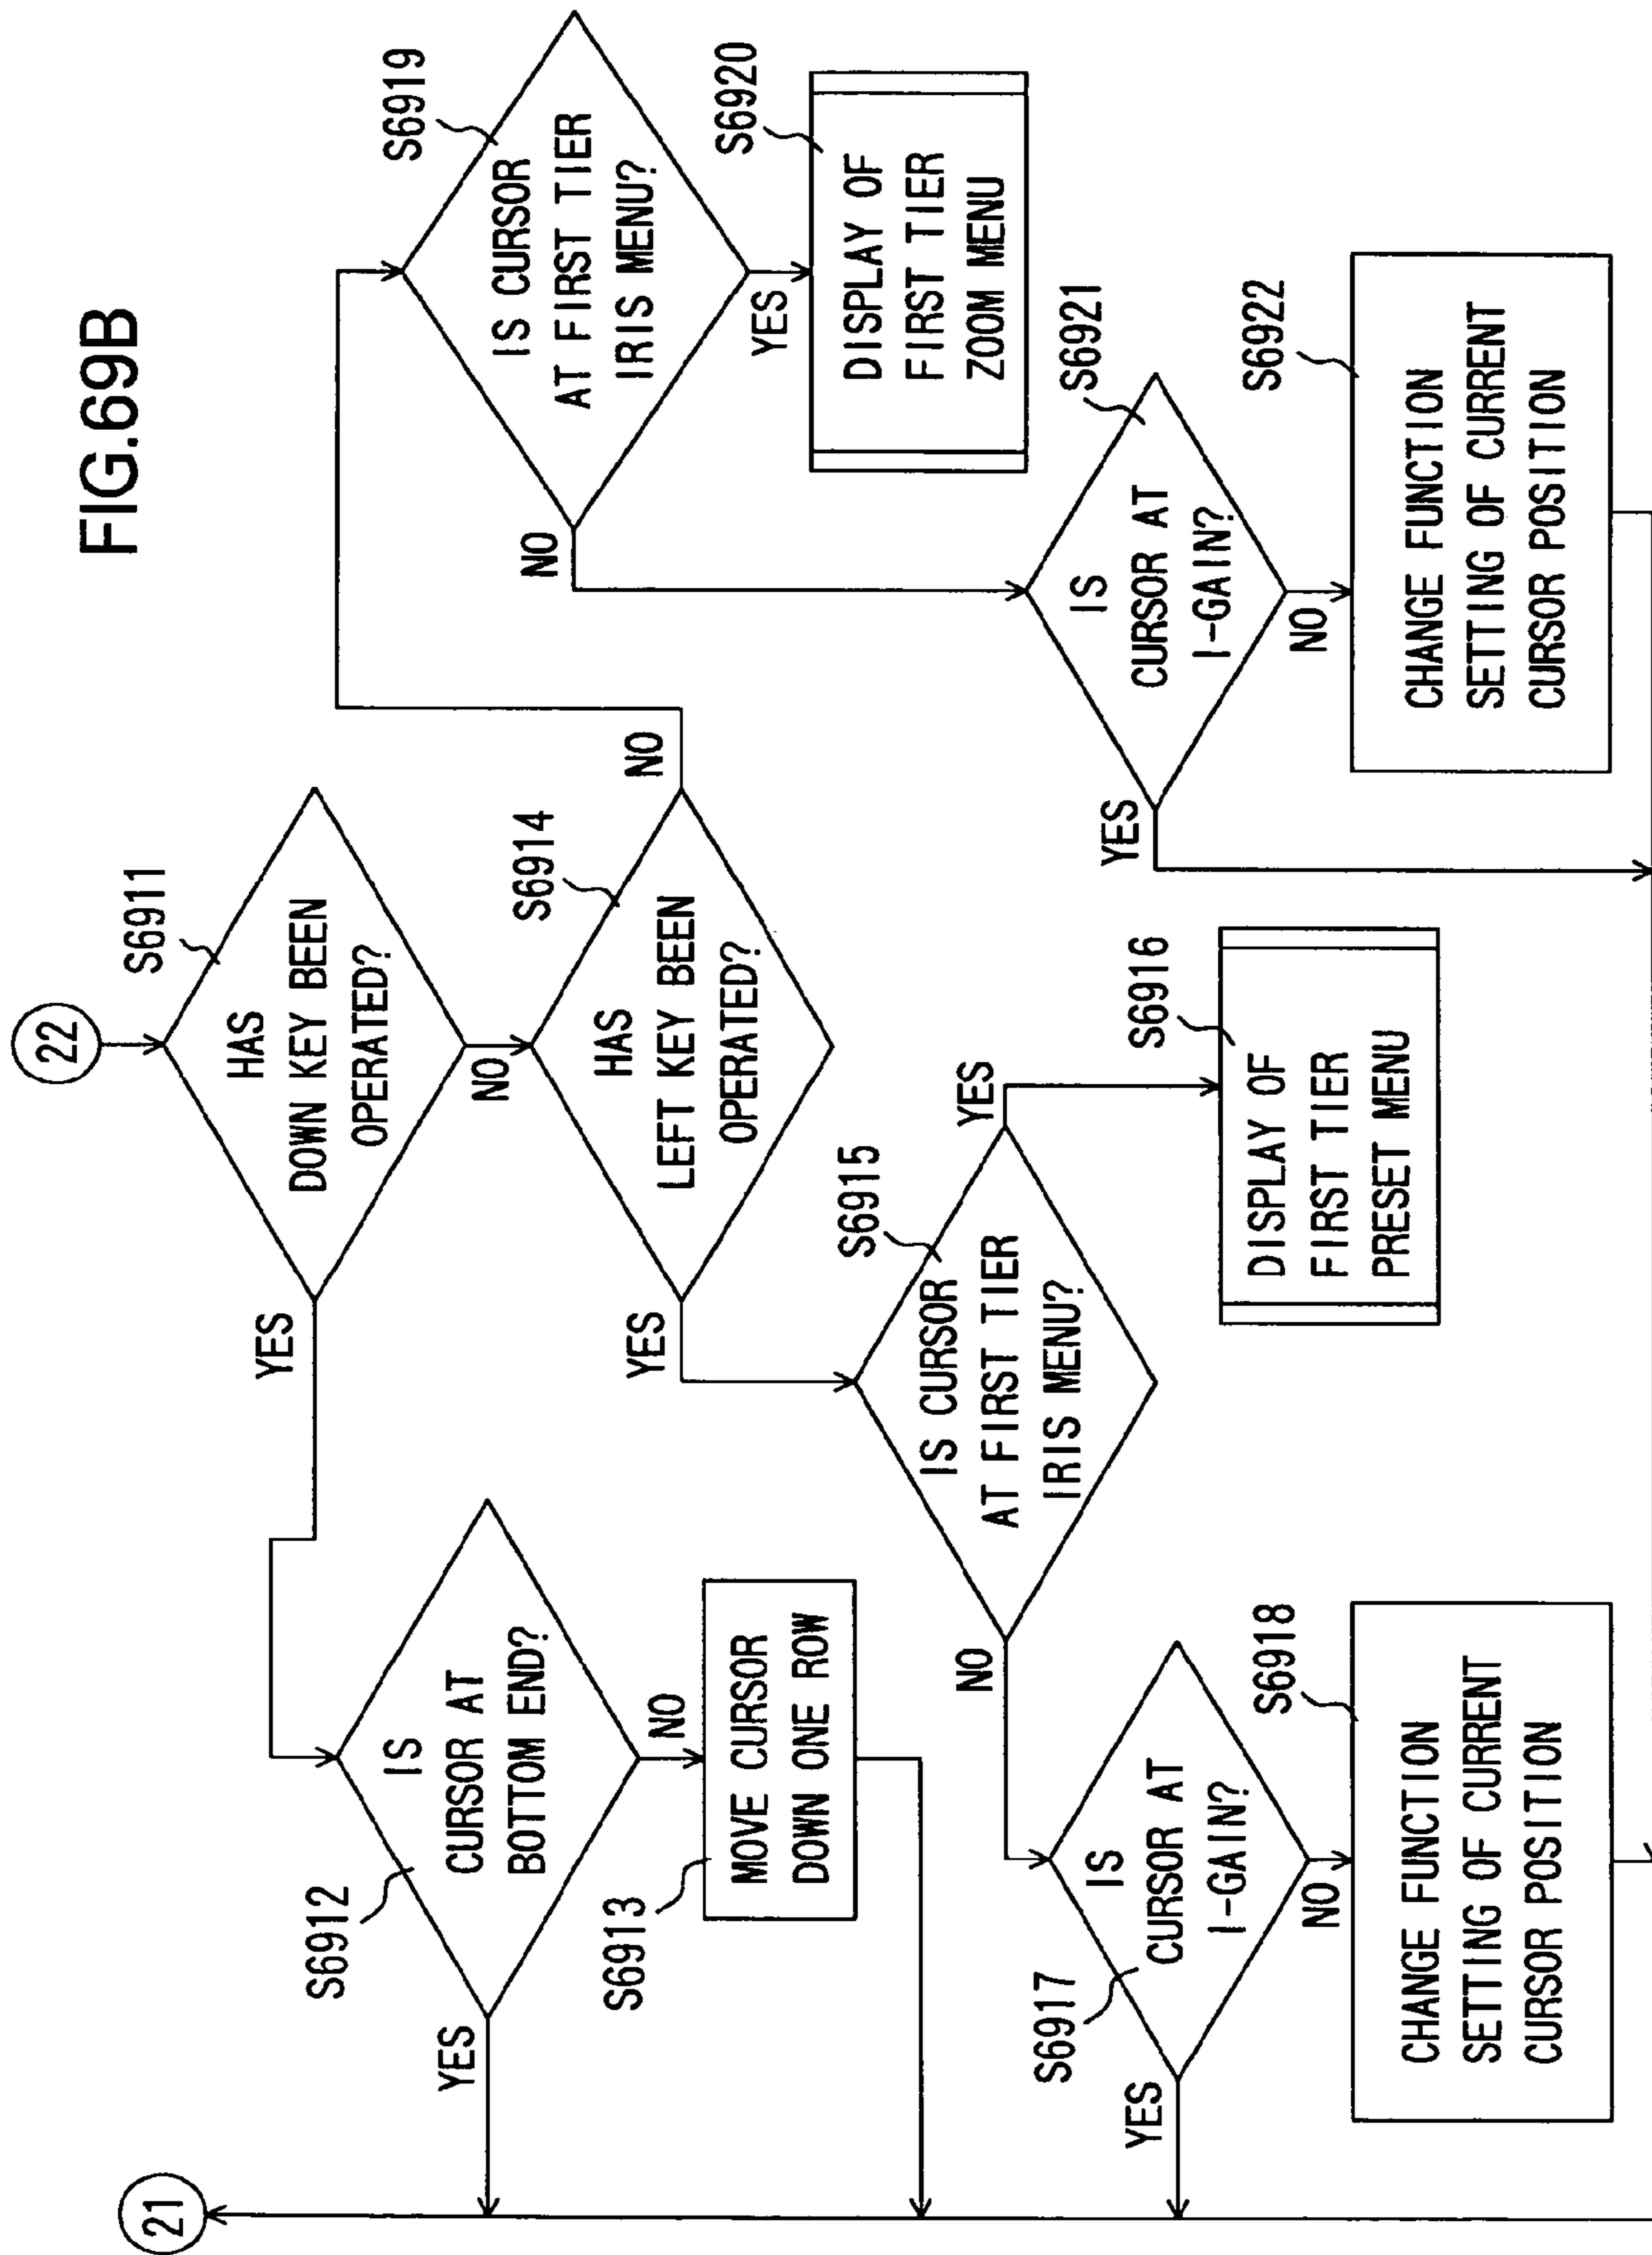 FIG.69B
22
S6911
HAS
DOWN KEY BEEN
OPERATED?
YES
NO
S6912
IS
CURSOR AT
BOTTOM END?
YES
NO
S6913
MOVE CURSOR
DOWN ONE ROW
21
S6914
HAS
LEFT KEY BEEN
OPERATED?
YES
NO
S6915
IS CURSOR
AT FIRST TIER
IRIS MENU?
YES
NO
S6916
DISPLAY OF
FIRST TIER
PRESET MENU
S6917
IS
CURSOR AT
I-GAIN?
YES
NO
S6918
CHANGE FUNCTION
SETTING OF CURRENT
CURSOR POSITION
S6919
IS CURSOR
AT FIRST TIER
IRIS MENU?
NO
YES
S6920
DISPLAY OF
FIRST TIER
ZOOM MENU
S6921
IS
CURSOR AT
I-GAIN?
YES
NO
S6922
CHANGE FUNCTION
SETTING OF CURRENT
CURSOR POSITION